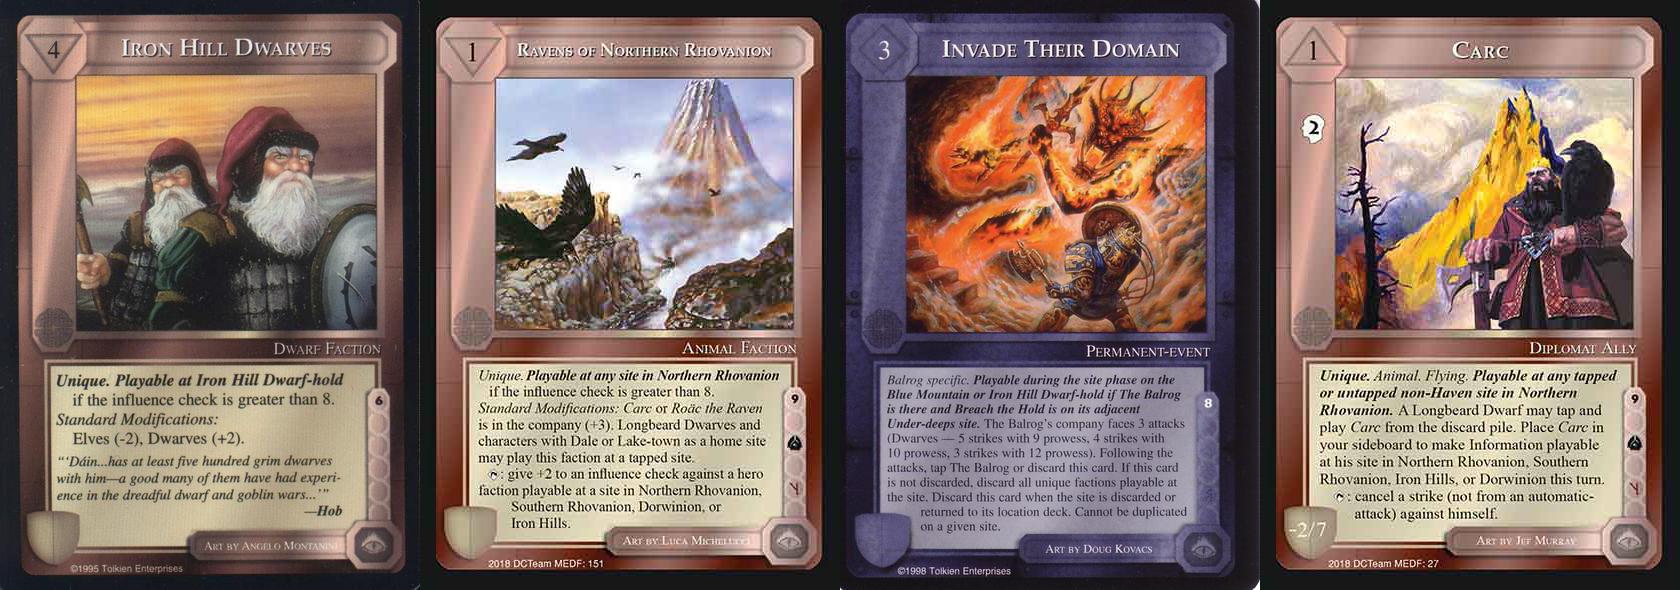 4
IRON HILL DWARVES
DWARF FACTION
Unique. Playable at Iron Hill Dwarf-hold
if the influence check is greater than 8.
Standard Modifications:
Elves (-2), Dwarves (+2).
"'Dáin...has at least five hundred grim dwarves
with him—a good many of them have had experi-
ence in the dreadful dwarf and goblin wars...'"
—Hob
6
ART BY ANGELO MONTANINI
©1995 Tolkien Enterprises
1
RAVENS OF NORTHERN RHOVANION
ANIMAL FACTION
Unique. Playable at any site in Northern Rhovanion
if the influence check is greater than 8.
Standard Modifications: Carc or Roäc the Raven
is in the company (+3). Longbeard Dwarves and
characters with Dale or Lake-town as a home site
may play this faction at a tapped site.
: give +2 to an influence check against a hero
faction playable at a site in Northern Rhovanion,
Southern Rhovanion, Dorwinion, or
Iron Hills.
9
ART BY LUCA MICHELUCCI
2018 DCTeam MEDF: 151
3
INVADE THEIR DOMAIN
PERMANENT-EVENT
Balrog specific. Playable during the site phase on the
Blue Mountain or Iron Hill Dwarf-hold if The Balrog
is there and Breach the Hold is on its adjacent
Under-deeps site. The Balrog's company faces 3 attacks
(Dwarves — 5 strikes with 9 prowess, 4 strikes with
10 prowess, 3 strikes with 12 prowess). Following the
attacks, tap The Balrog or discard this card. If this card
is not discarded, discard all unique factions playable at
the site. Discard this card when the site is discarded or
returned to its location deck. Cannot be duplicated
on a given site.
8
ART BY DOUG KOVACS
©1998 Tolkien Enterprises
1
CARC
2
DIPLOMAT ALLY
Unique. Animal. Flying. Playable at any tapped
or untapped non-Haven site in Northern
Rhovanion. A Longbeard Dwarf may tap and
play Carc from the discard pile. Place Carc in
your sideboard to make Information playable
at his site in Northern Rhovanion, Southern
Rhovanion, Iron Hills, or Dorwinion this turn.
: cancel a strike (not from an automatic-
attack) against himself.
9
-2/7
ART BY JEF MURRAY
2018 DCTeam MEDF: 27